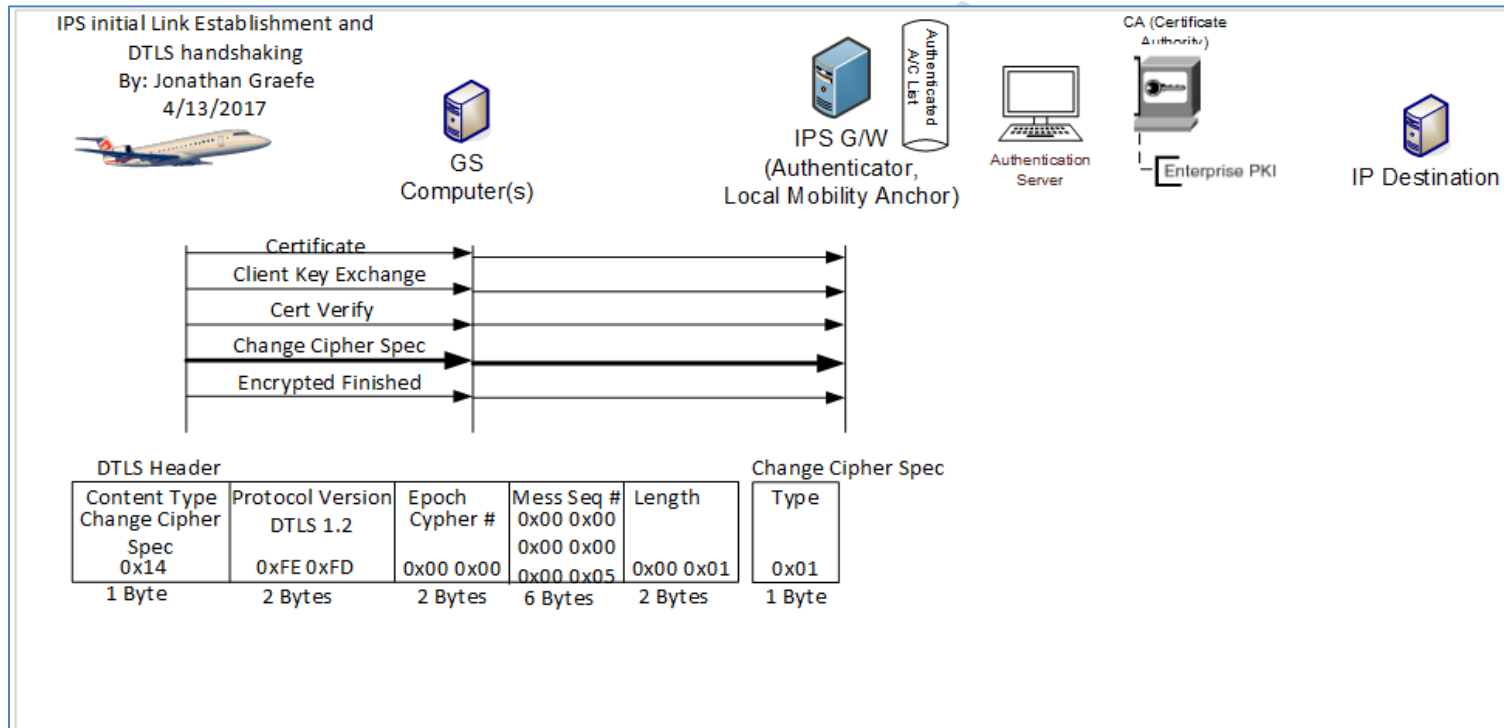 IPS initial Link Establishment and
DTLS handshaking
By: Jonathan Graefe
4/13/2017
GS
Computer(s)
IPS G/W
(Authenticator,
Local Mobility Anchor)
Authenticated
A/C List
Authentication
Server
CA (Certificate
Authority)
Enterprise PKI
IP Destination
Certificate
Client Key Exchange
Cert Verify
Change Cipher Spec
Encrypted Finished
DTLS Header
Content Type
Change Cipher
Spec
0x14
1 Byte
Protocol Version
DTLS 1.2
0xFE 0xFD
2 Bytes
Epoch
Cypher #
0x00 0x00
2 Bytes
Mess Seq #
0x00 0x00
0x00 0x00
0x00 0x05
6 Bytes
Length
0x00 0x01
2 Bytes
Change Cipher Spec
Type
0x01
1 Byte